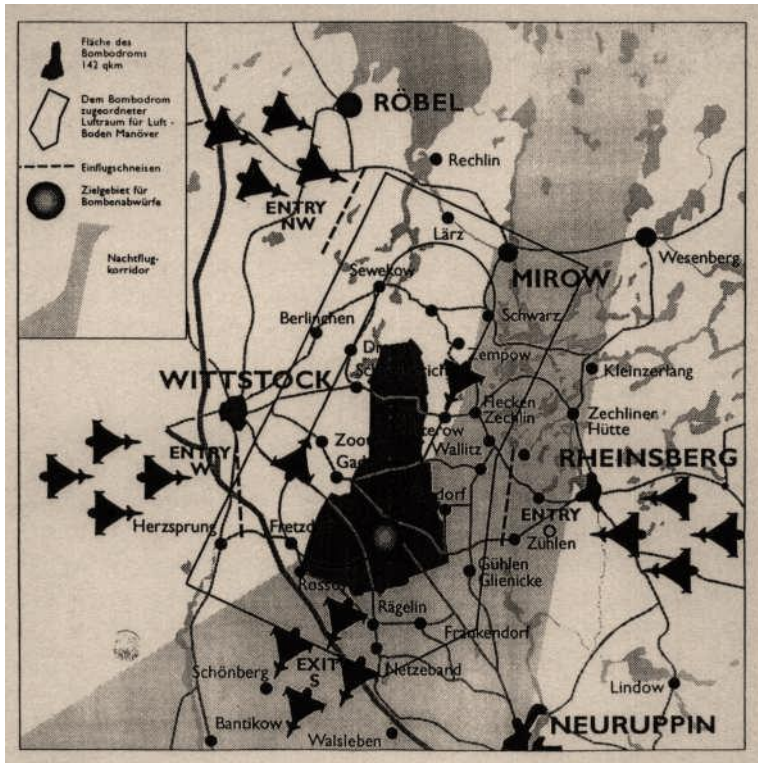 Fläche des
Bombodroms
142 qkm
Dem Bombodrom
zugeordneter
Luftraum für Luft -
Boden Manöver
Einflugschneisen
Zielgebiet für
Bombenabwürfe
Nachtflug-
korridor
RÖBEL
Rechlin
ENTRY
NW
Lärz
MIROW
Wesenberg
Sewekow
Berlinchen
Schwarz
Zempow
Kleinzerlang
WITTSTOCK
Flecken
Zechlin
Zechliner
Hütte
Wallitz
ENTRY
W
RHEINSBERG
Herzsprung
ENTRY
O
Zühlen
Gühlen
Glienicke
Rägelin
Frankendorf
EXIT
S
Netzeband
Schönberg
Lindow
Bantikow
Walsleben
NEURUPPIN